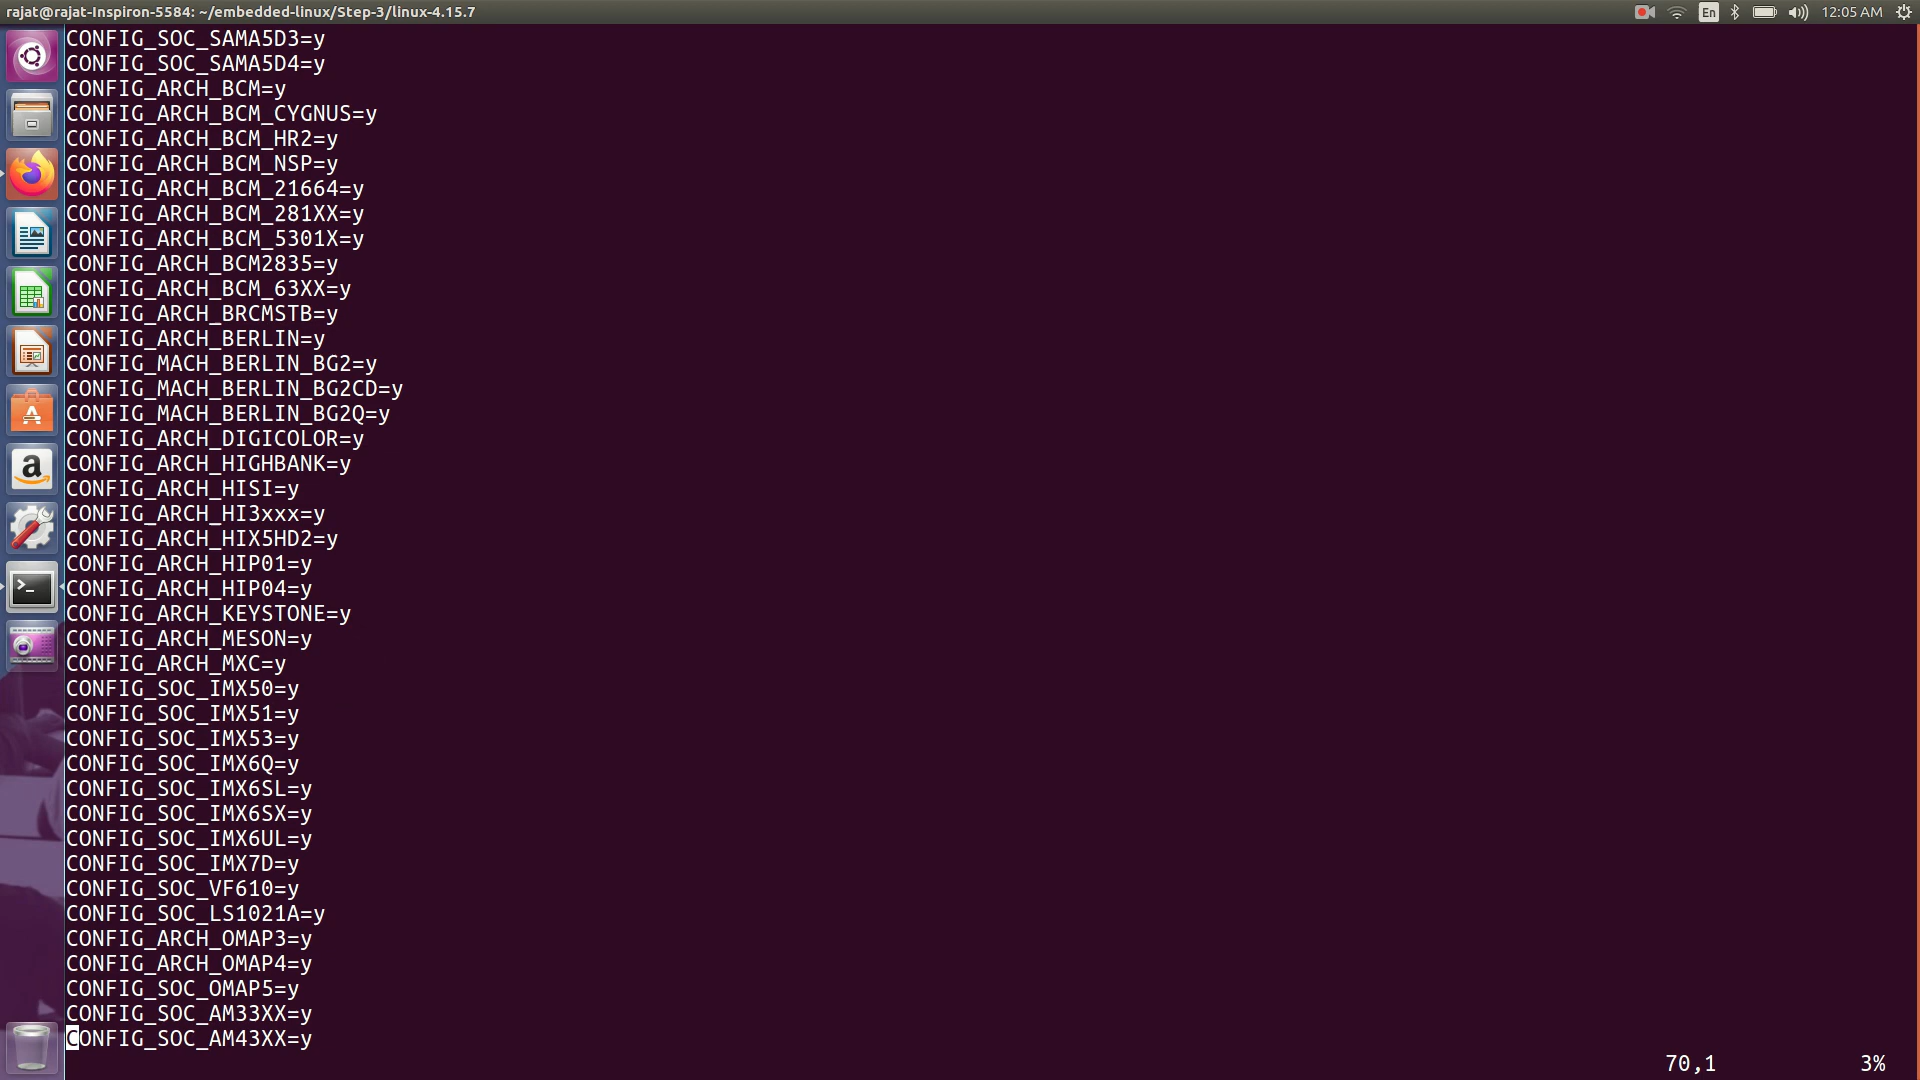 rajat@rajat-Inspiron-5584: ~/embedded-linux/Step-3/linux-4.15.7
En
12:05 AM
CONFIG_SOC_SAMA5D3=y
CONFIG_SOC_SAMA5D4=y
CONFIG_ARCH_BCM=y
CONFIG_ARCH_BCM_CYGNUS=y
CONFIG_ARCH_BCM_HR2=y
CONFIG_ARCH_BCM_NSP=y
CONFIG_ARCH_BCM_21664=y
CONFIG_ARCH_BCM_281XX=y
CONFIG_ARCH_BCM_5301X=y
CONFIG_ARCH_BCM2835=y
CONFIG_ARCH_BCM_63XX=y
CONFIG_ARCH_BRCMSTB=y
CONFIG_ARCH_BERLIN=y
CONFIG_MACH_BERLIN_BG2=y
CONFIG_MACH_BERLIN_BG2CD=y
CONFIG_MACH_BERLIN_BG2Q=y
CONFIG_ARCH_DIGICOLOR=y
CONFIG_ARCH_HIGHBANK=y
CONFIG_ARCH_HISI=y
CONFIG_ARCH_HI3xxx=y
CONFIG_ARCH_HIX5HD2=y
CONFIG_ARCH_HIP01=y
CONFIG_ARCH_HIP04=y
CONFIG_ARCH_KEYSTONE=y
CONFIG_ARCH_MESON=y
CONFIG_ARCH_MXC=y
CONFIG_SOC_IMX50=y
CONFIG_SOC_IMX51=y
CONFIG_SOC_IMX53=y
CONFIG_SOC_IMX6Q=y
CONFIG_SOC_IMX6SL=y
CONFIG_SOC_IMX6SX=y
CONFIG_SOC_IMX6UL=y
CONFIG_SOC_IMX7D=y
CONFIG_SOC_VF610=y
CONFIG_SOC_LS1021A=y
CONFIG_ARCH_OMAP3=y
CONFIG_ARCH_OMAP4=y
CONFIG_SOC_OMAP5=y
CONFIG_SOC_AM33XX=y
CONFIG_SOC_AM43XX=y
70,1 3%